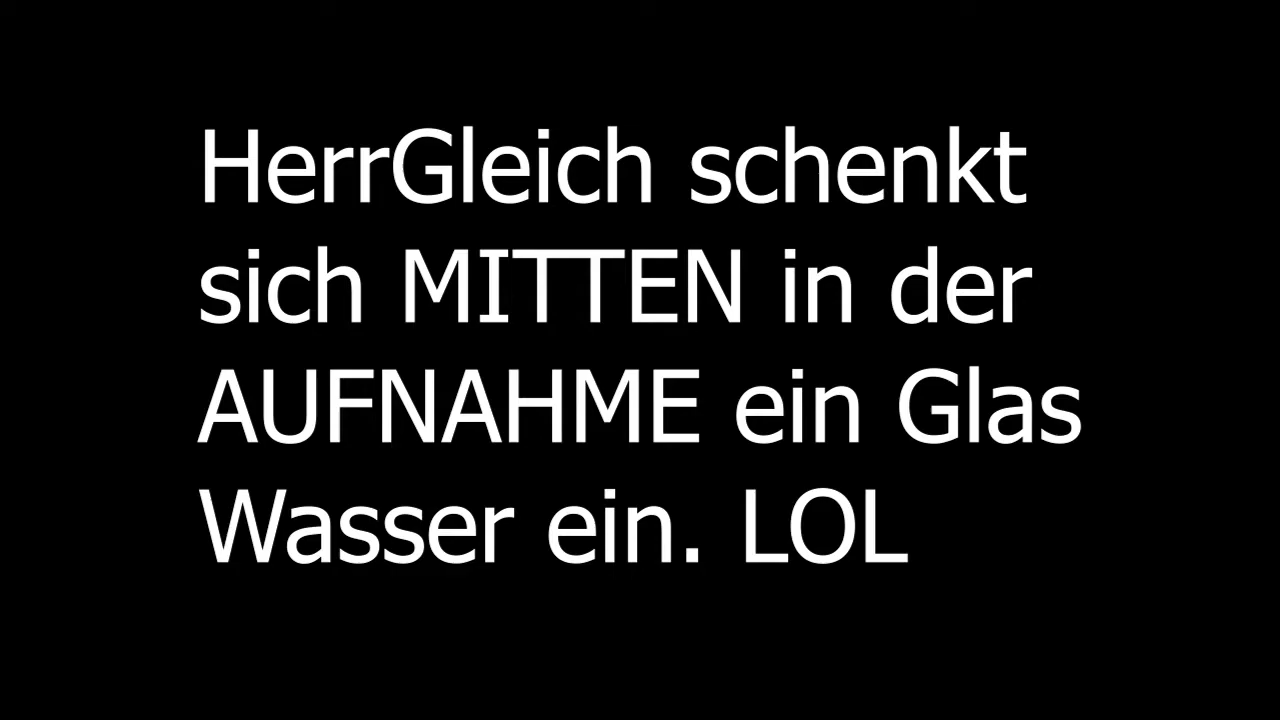 HerrGleich schenkt
sich MITTEN in der
AUFNAHME ein Glas
Wasser ein. LOL